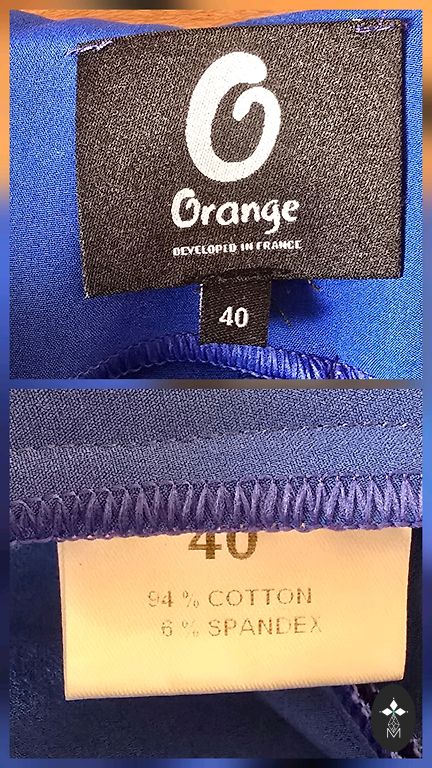 Orange
DEVELOPED IN FRANCE
40
40
94 % COTTON
6 % SPANDEX